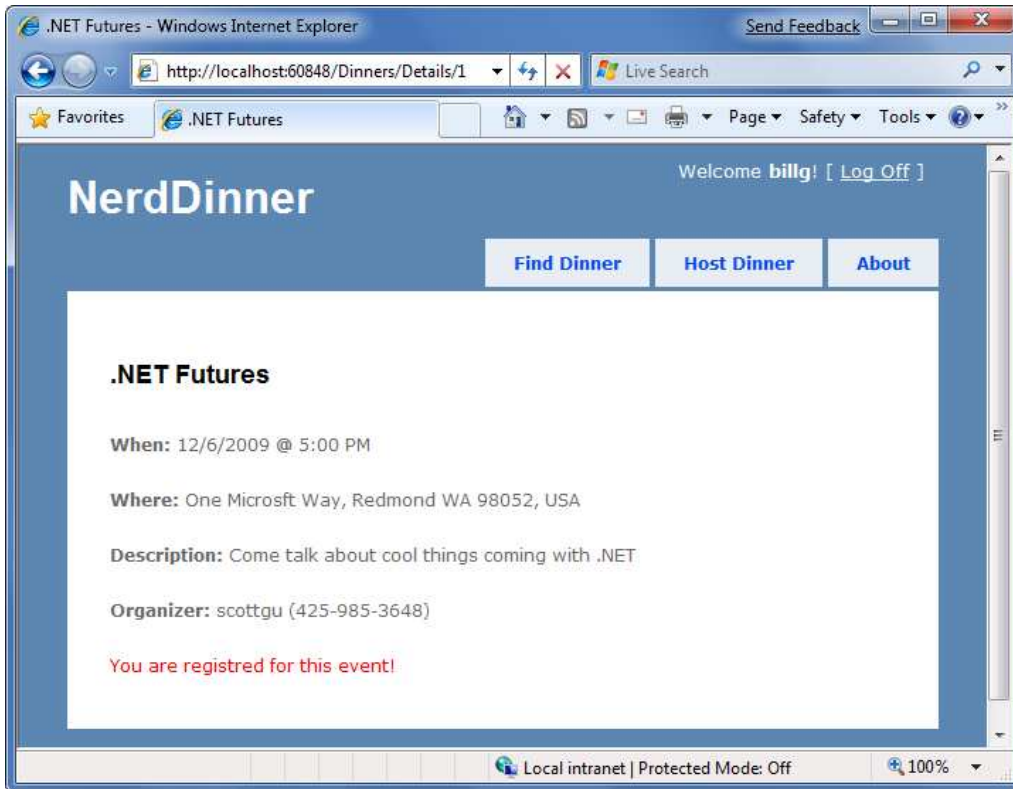 .NET Futures - Windows Internet Explorer
Send Feedback
http://localhost:60848/Dinners/Details/1
Live Search
Favorites
.NET Futures
Page
Safety
Tools
Welcome billg! [ Log Off ]
NerdDinner
Find Dinner
Host Dinner
About
.NET Futures
When: 12/6/2009 @ 5:00 PM
Where: One Microsft Way, Redmond WA 98052, USA
Description: Come talk about cool things coming with .NET
Organizer: scottgu (425-985-3648)
You are registred for this event!
Local intranet | Protected Mode: Off
100%